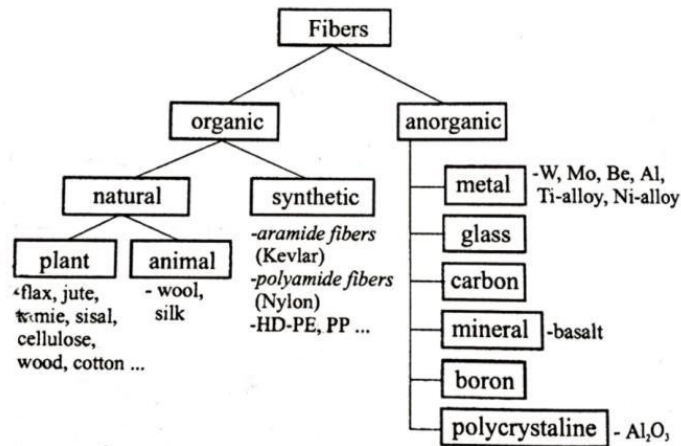 Fibers
organic
anorganic
natural
synthetic
metal
-W, Mo, Be, Al,
Ti-alloy, Ni-alloy
-aramide fibers
(Kevlar)
-polyamide fibers
(Nylon)
-HD-PE, PP ...
glass
plant
animal
-flax, jute,
sisal,
cellulose,
wood, cotton ...
- wool,
silk
carbon
mineral
-basalt
boron
polycrystaline
- Al₂O₃